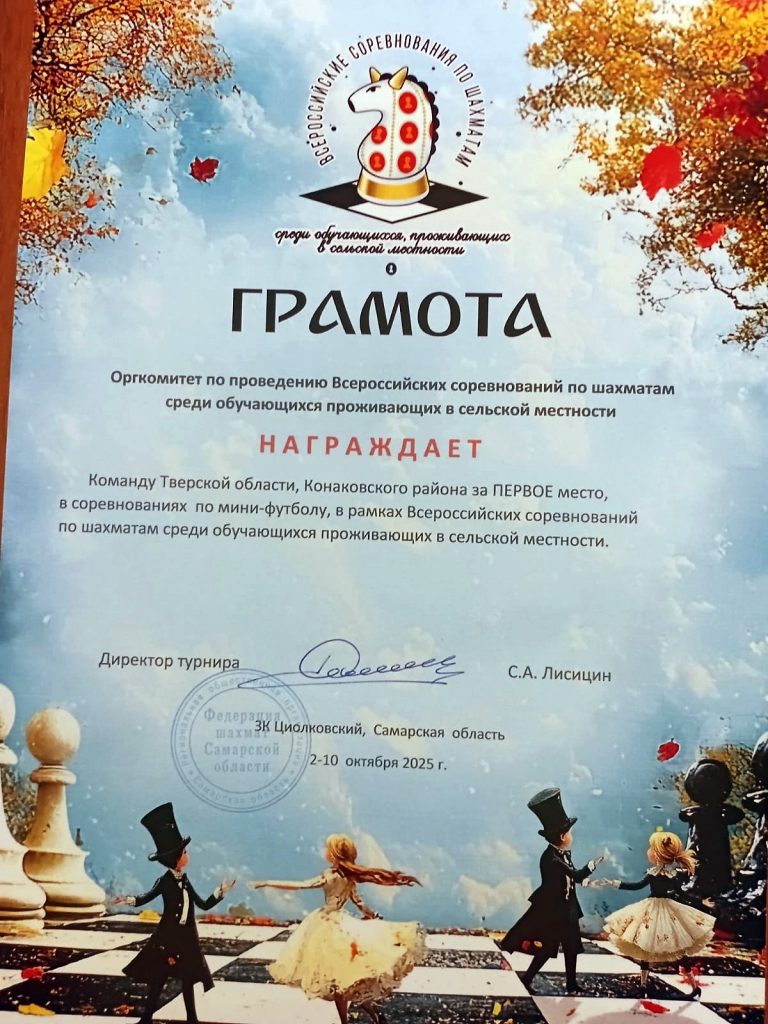 ВСЕРОССИЙСКИЕ СОРЕВНОВАНИЯ ПО ШАХМАТАМ
среди обучающихся, проживающих
в сельской местности
ГРАМОТА
Оргкомитет по проведению Всероссийских соревнований по шахматам
среди обучающихся проживающих в сельской местности
НАГРАЖДАЕТ
Команду Тверской области, Конаковского района за ПЕРВОЕ место,
в соревнованиях по мини-футболу, в рамках Всероссийских соревнований
по шахматам среди обучающихся проживающих в сельской местности.
Директор турнира
С.А. Лисицин
Региональная общественная организация
Федерация
шахмат
Самарской
области
ЗК Циолковский, Самарская область
2-10 октября 2025 г.